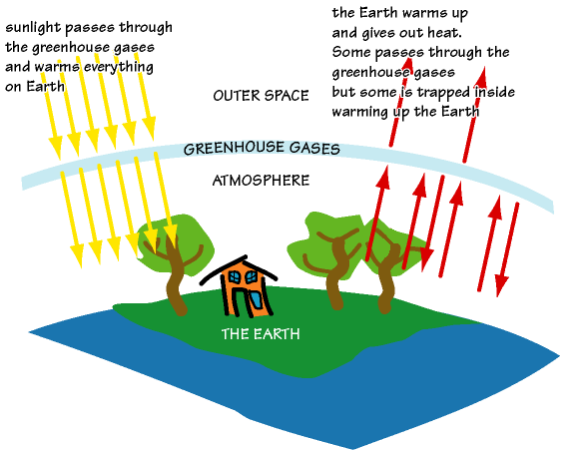 sunlight passes through
the greenhouse gases
and warms everything
on Earth
the Earth warms up
and gives out heat.
Some passes through the
greenhouse gases
but some is trapped inside
warming up the Earth
OUTER SPACE
GREENHOUSE GASES
ATMOSPHERE
THE EARTH